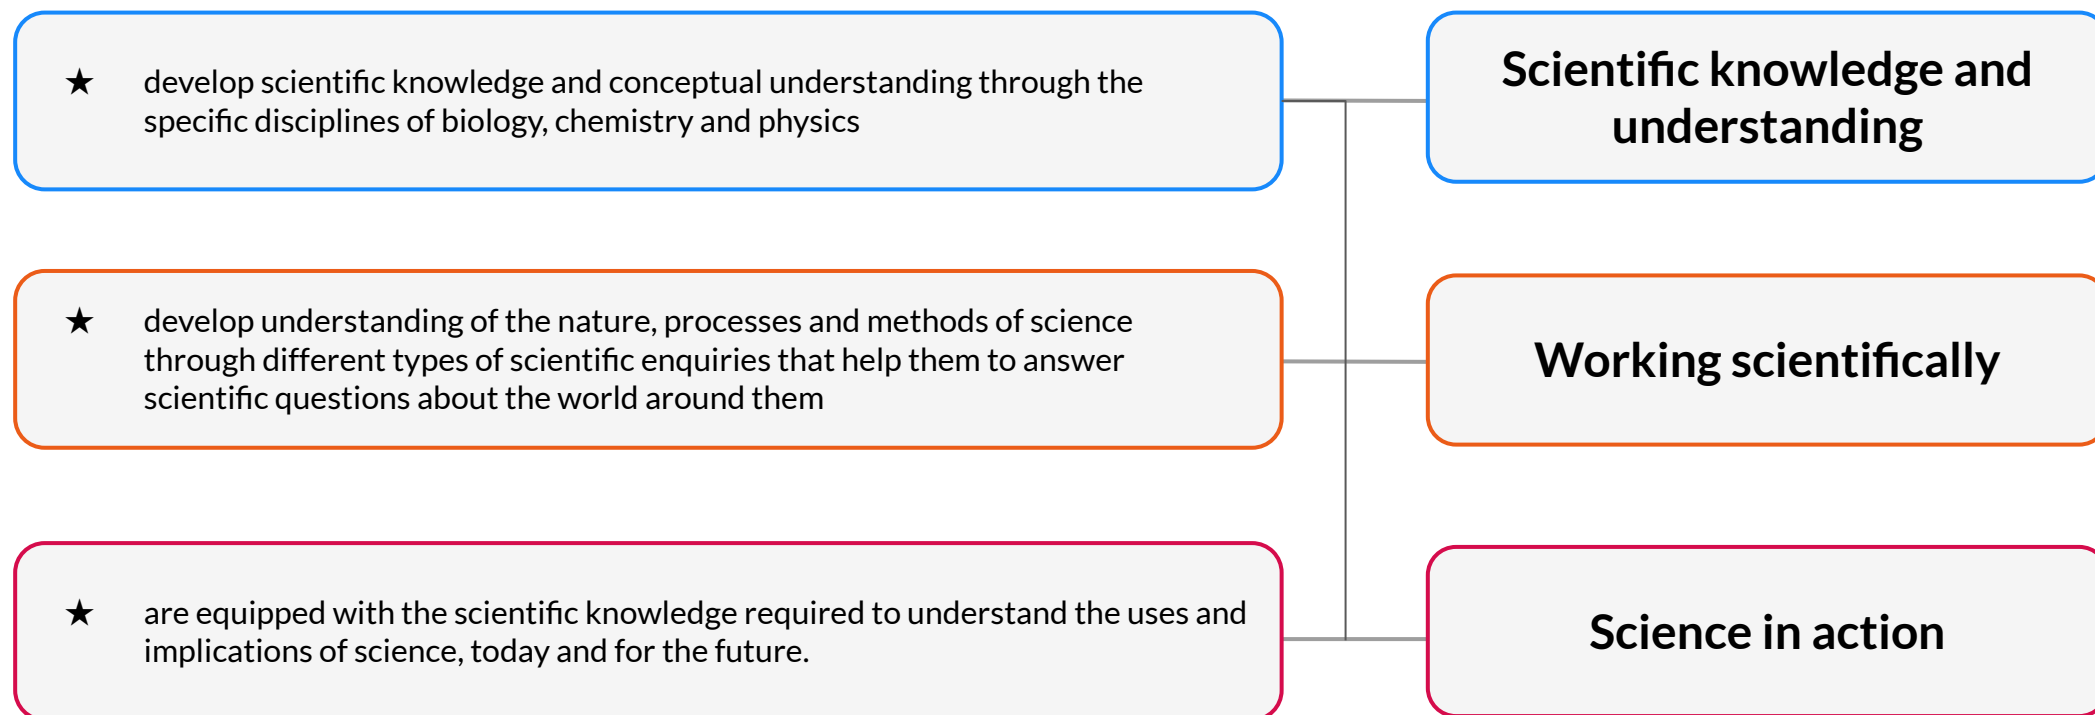 ★ develop scientific knowledge and conceptual understanding through the
specific disciplines of biology, chemistry and physics
Scientific knowledge and
understanding
★ develop understanding of the nature, processes and methods of science
through different types of scientific enquiries that help them to answer
scientific questions about the world around them
Working scientifically
★ are equipped with the scientific knowledge required to understand the uses and
implications of science, today and for the future.
Science in action